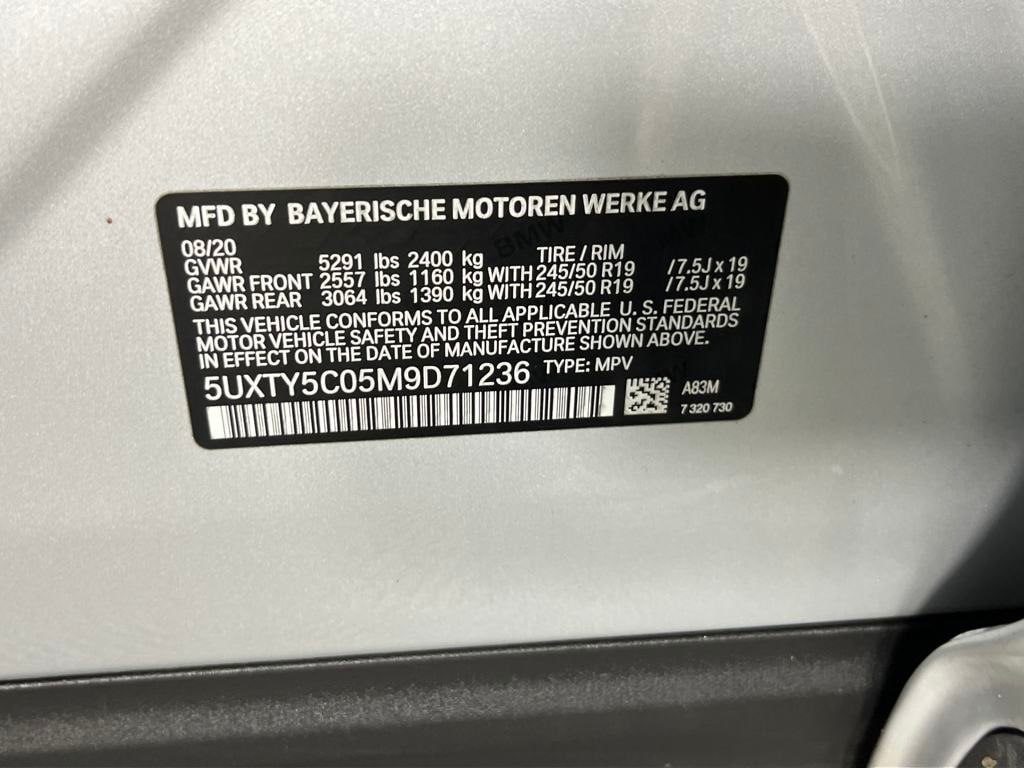 MFD BY BAYERISCHE MOTOREN WERKE AG
08/20 TIRE / RIM
GVWR 5291 lbs 2400 kg
GAWR FRONT 2557 lbs 1160 kg WITH 245/50 R19 /7.5J x 19
GAWR REAR 3064 lbs 1390 kg WITH 245/50 R19 /7.5J x 19
THIS VEHICLE CONFORMS TO ALL APPLICABLE U. S. FEDERAL
MOTOR VEHICLE SAFETY AND THEFT PREVENTION STANDARDS
IN EFFECT ON THE DATE OF MANUFACTURE SHOWN ABOVE.
5UXTY5C05M9D71236 TYPE: MPV
A83M
7 320 730
BMW